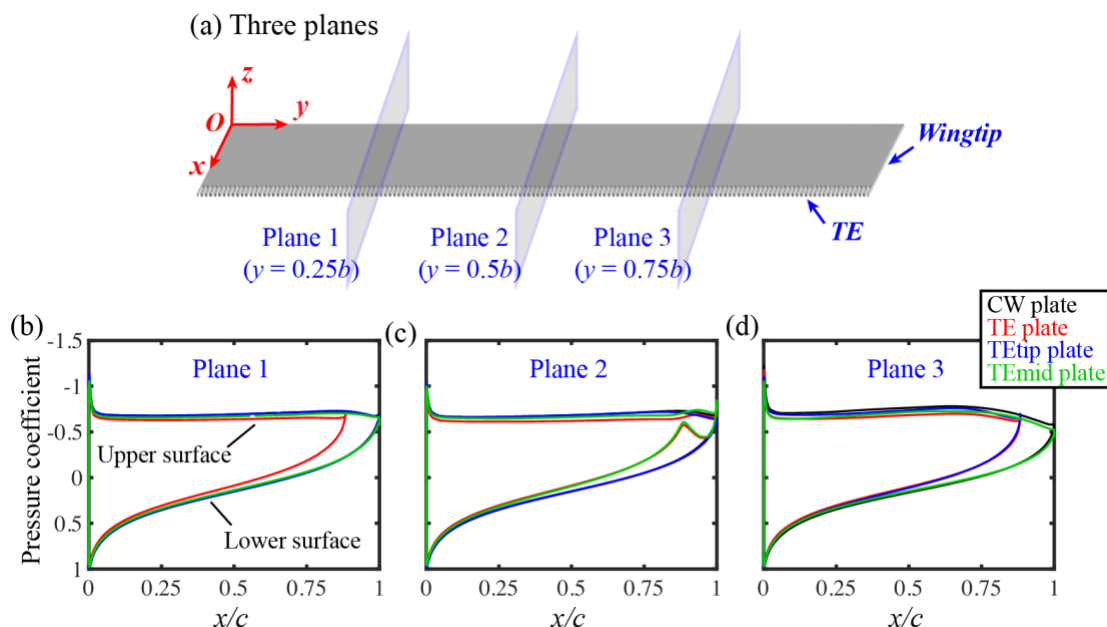 (a) Three planes
z
O
y
x
Wingtip
TE
Plane 1
(y = 0.25b)
Plane 2
(y = 0.5b)
Plane 3
(y = 0.75b)
CW plate
TE plate
TEtip plate
TEmid plate
(b)
Plane 1
Pressure coefficient
-1.5
-1
-0.5
0
0.5
1
Upper surface
Lower surface
0
0.25
0.5
0.75
1
x/c
(c)
Plane 2
0
0.25
0.5
0.75
1
x/c
(d)
Plane 3
0
0.25
0.5
0.75
1
x/c